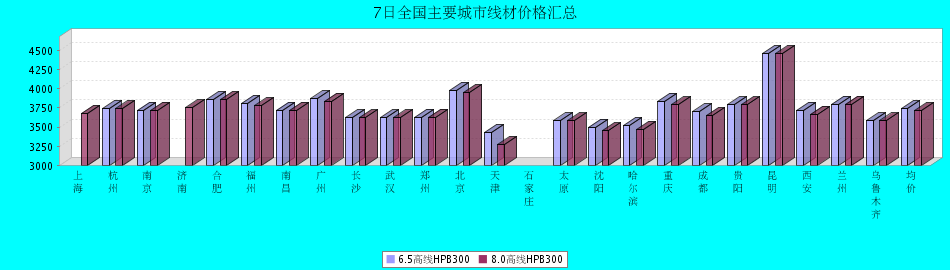 7日全国主要城市线材价格汇总
4500
4250
4000
3750
3500
3250
3000
上海
杭州
南京
济南
合肥
福州
南昌
广州
长沙
武汉
郑州
北京
天津
石家庄
太原
沈阳
哈尔滨
重庆
成都
贵阳
昆明
西安
兰州
乌鲁木齐
均价
6.5高线HPB300
8.0高线HPB300